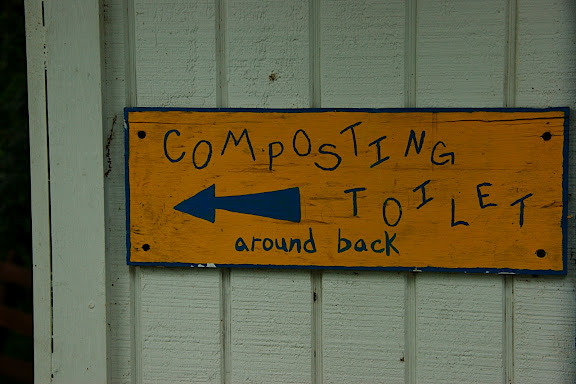 COMPOSTING
TOILET
around back